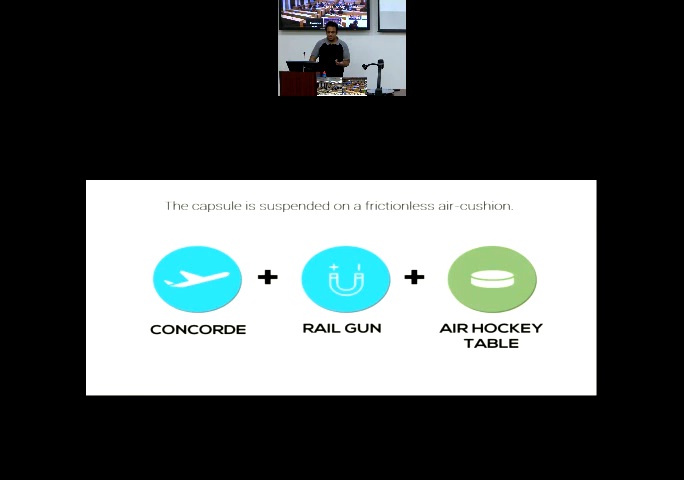 The capsule is suspended on a frictionless air-cushion.
CONCORDE
+
RAIL GUN
+
AIR HOCKEY
TABLE